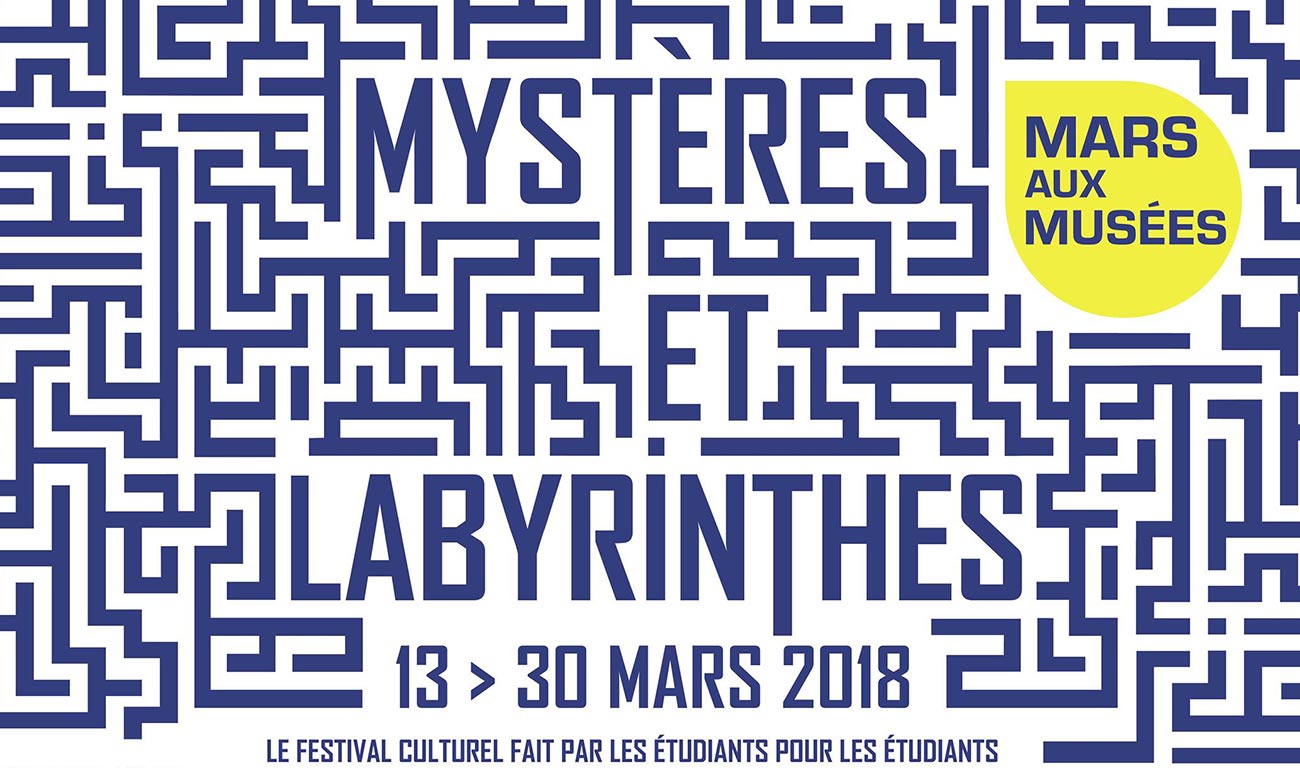 MYSTÈRES
ET
LABYRINTHES
MARS
AUX
MUSÉES
13 > 30 MARS 2018
LE FESTIVAL CULTUREL FAIT PAR LES ÉTUDIANTS POUR LES ÉTUDIANTS